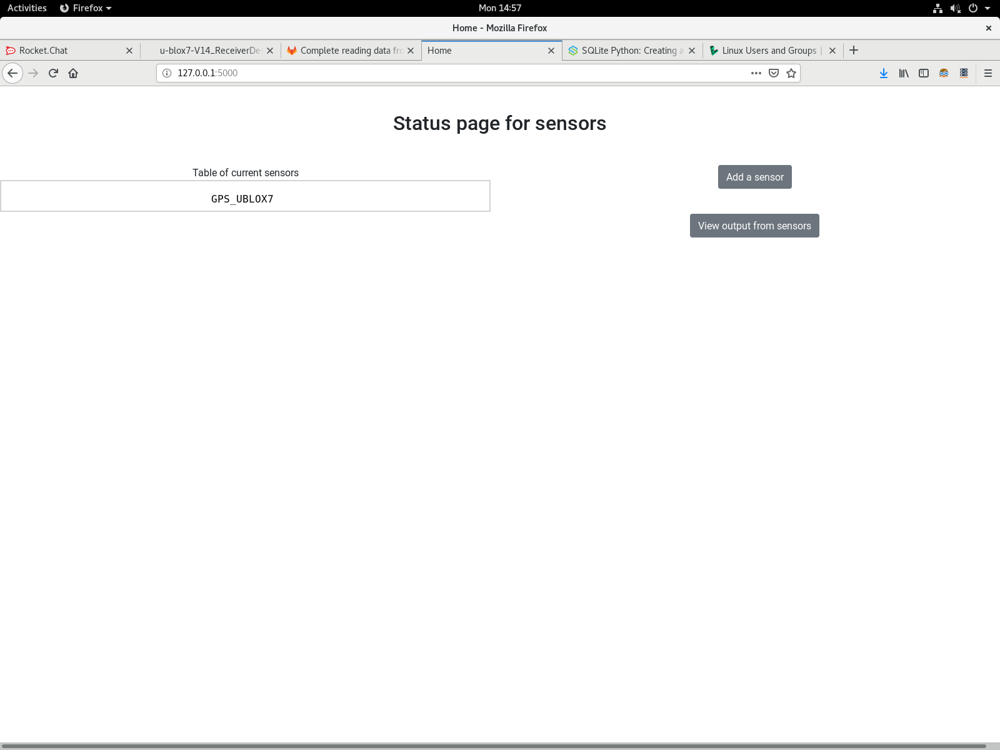 Activities Firefox Mon 14:57
Home - Mozilla Firefox
Rocket.Chat u-blox7-V14_ReceiverDes Complete reading data fro Home SQLite Python: Creating a Linux Users and Groups |
127.0.0.1:5000
Status page for sensors
Table of current sensors
GPS_UBLOX7
Add a sensor
View output from sensors